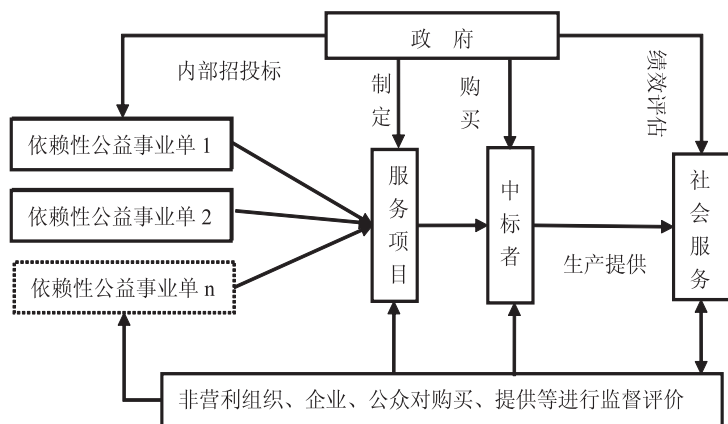 政府
内部招投标
制定
购买
绩效评估
依赖性公益事业单 1
依赖性公益事业单 2
依赖性公益事业单 n
服务项目
中标者
生产提供
社会服务
非营利组织、企业、公众对购买、提供等进行监督评价